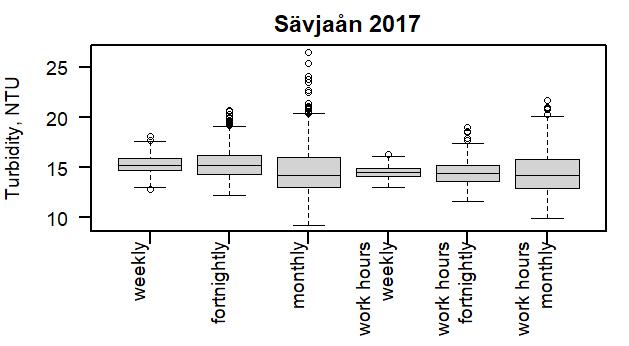 Sävjaån 2017
Turbidity, NTU
25
20
15
10
weekly
fortnightly
monthly
work hours
weekly
work hours
fortnightly
work hours
monthly